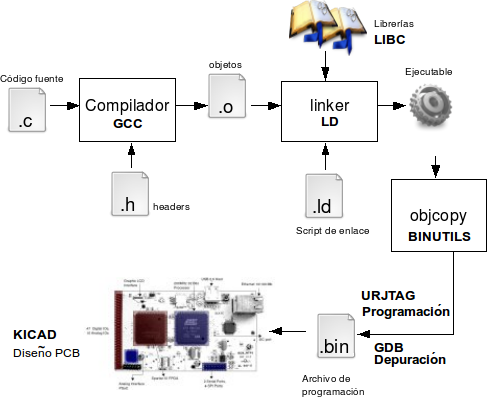 Librerías
LIBC
Código fuente
objetos
Ejecutable
.c
Compilador
GCC
.o
linker
LD
.h
headers
.ld
Script de enlace
objcopy
BINUTILS
URJTAG
Programación
KICAD
Diseño PCB
.bin
GDB
Depuración
Archivo de
programación